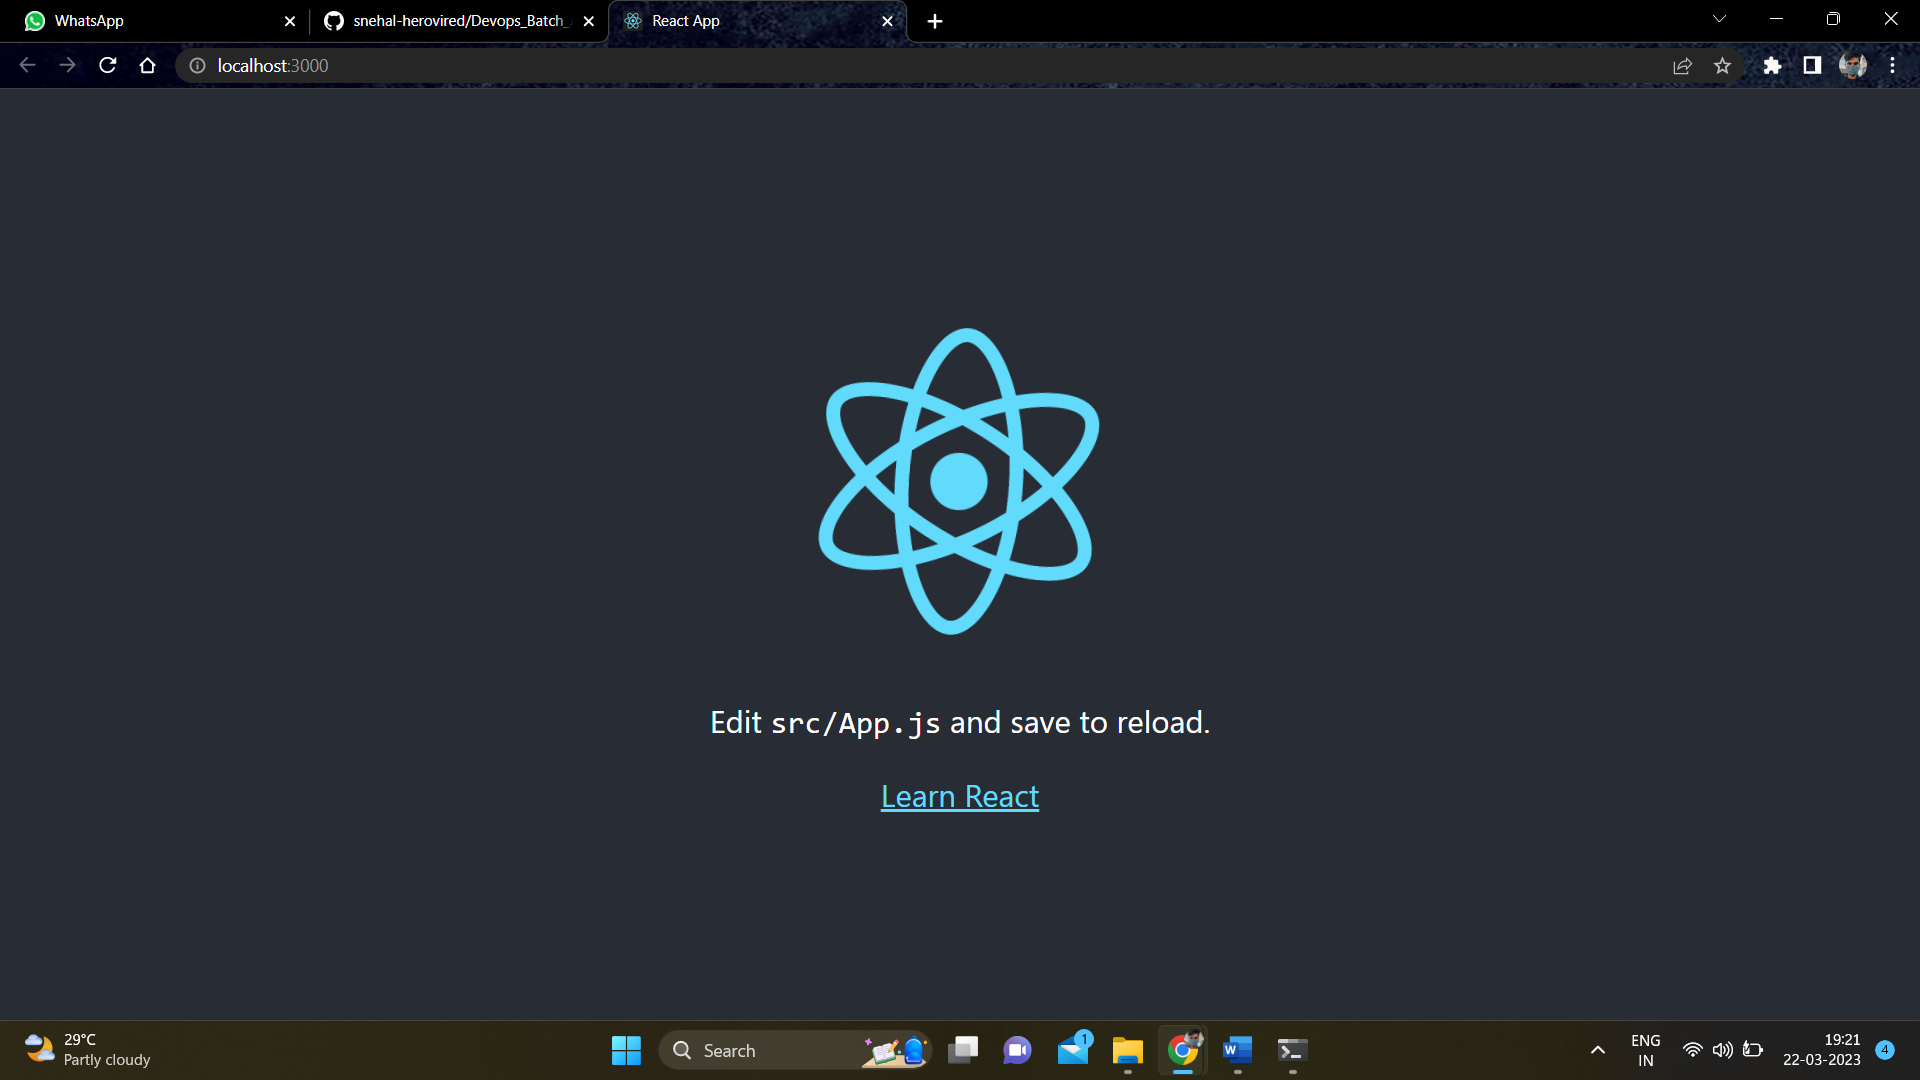 WhatsApp
snehal-herovired/Devops_Batch_
React App
localhost:3000
Edit src/App.js and save to reload.
Learn React
29°C
Partly cloudy
Search
1
ENG
IN
19:21
22-03-2023
4